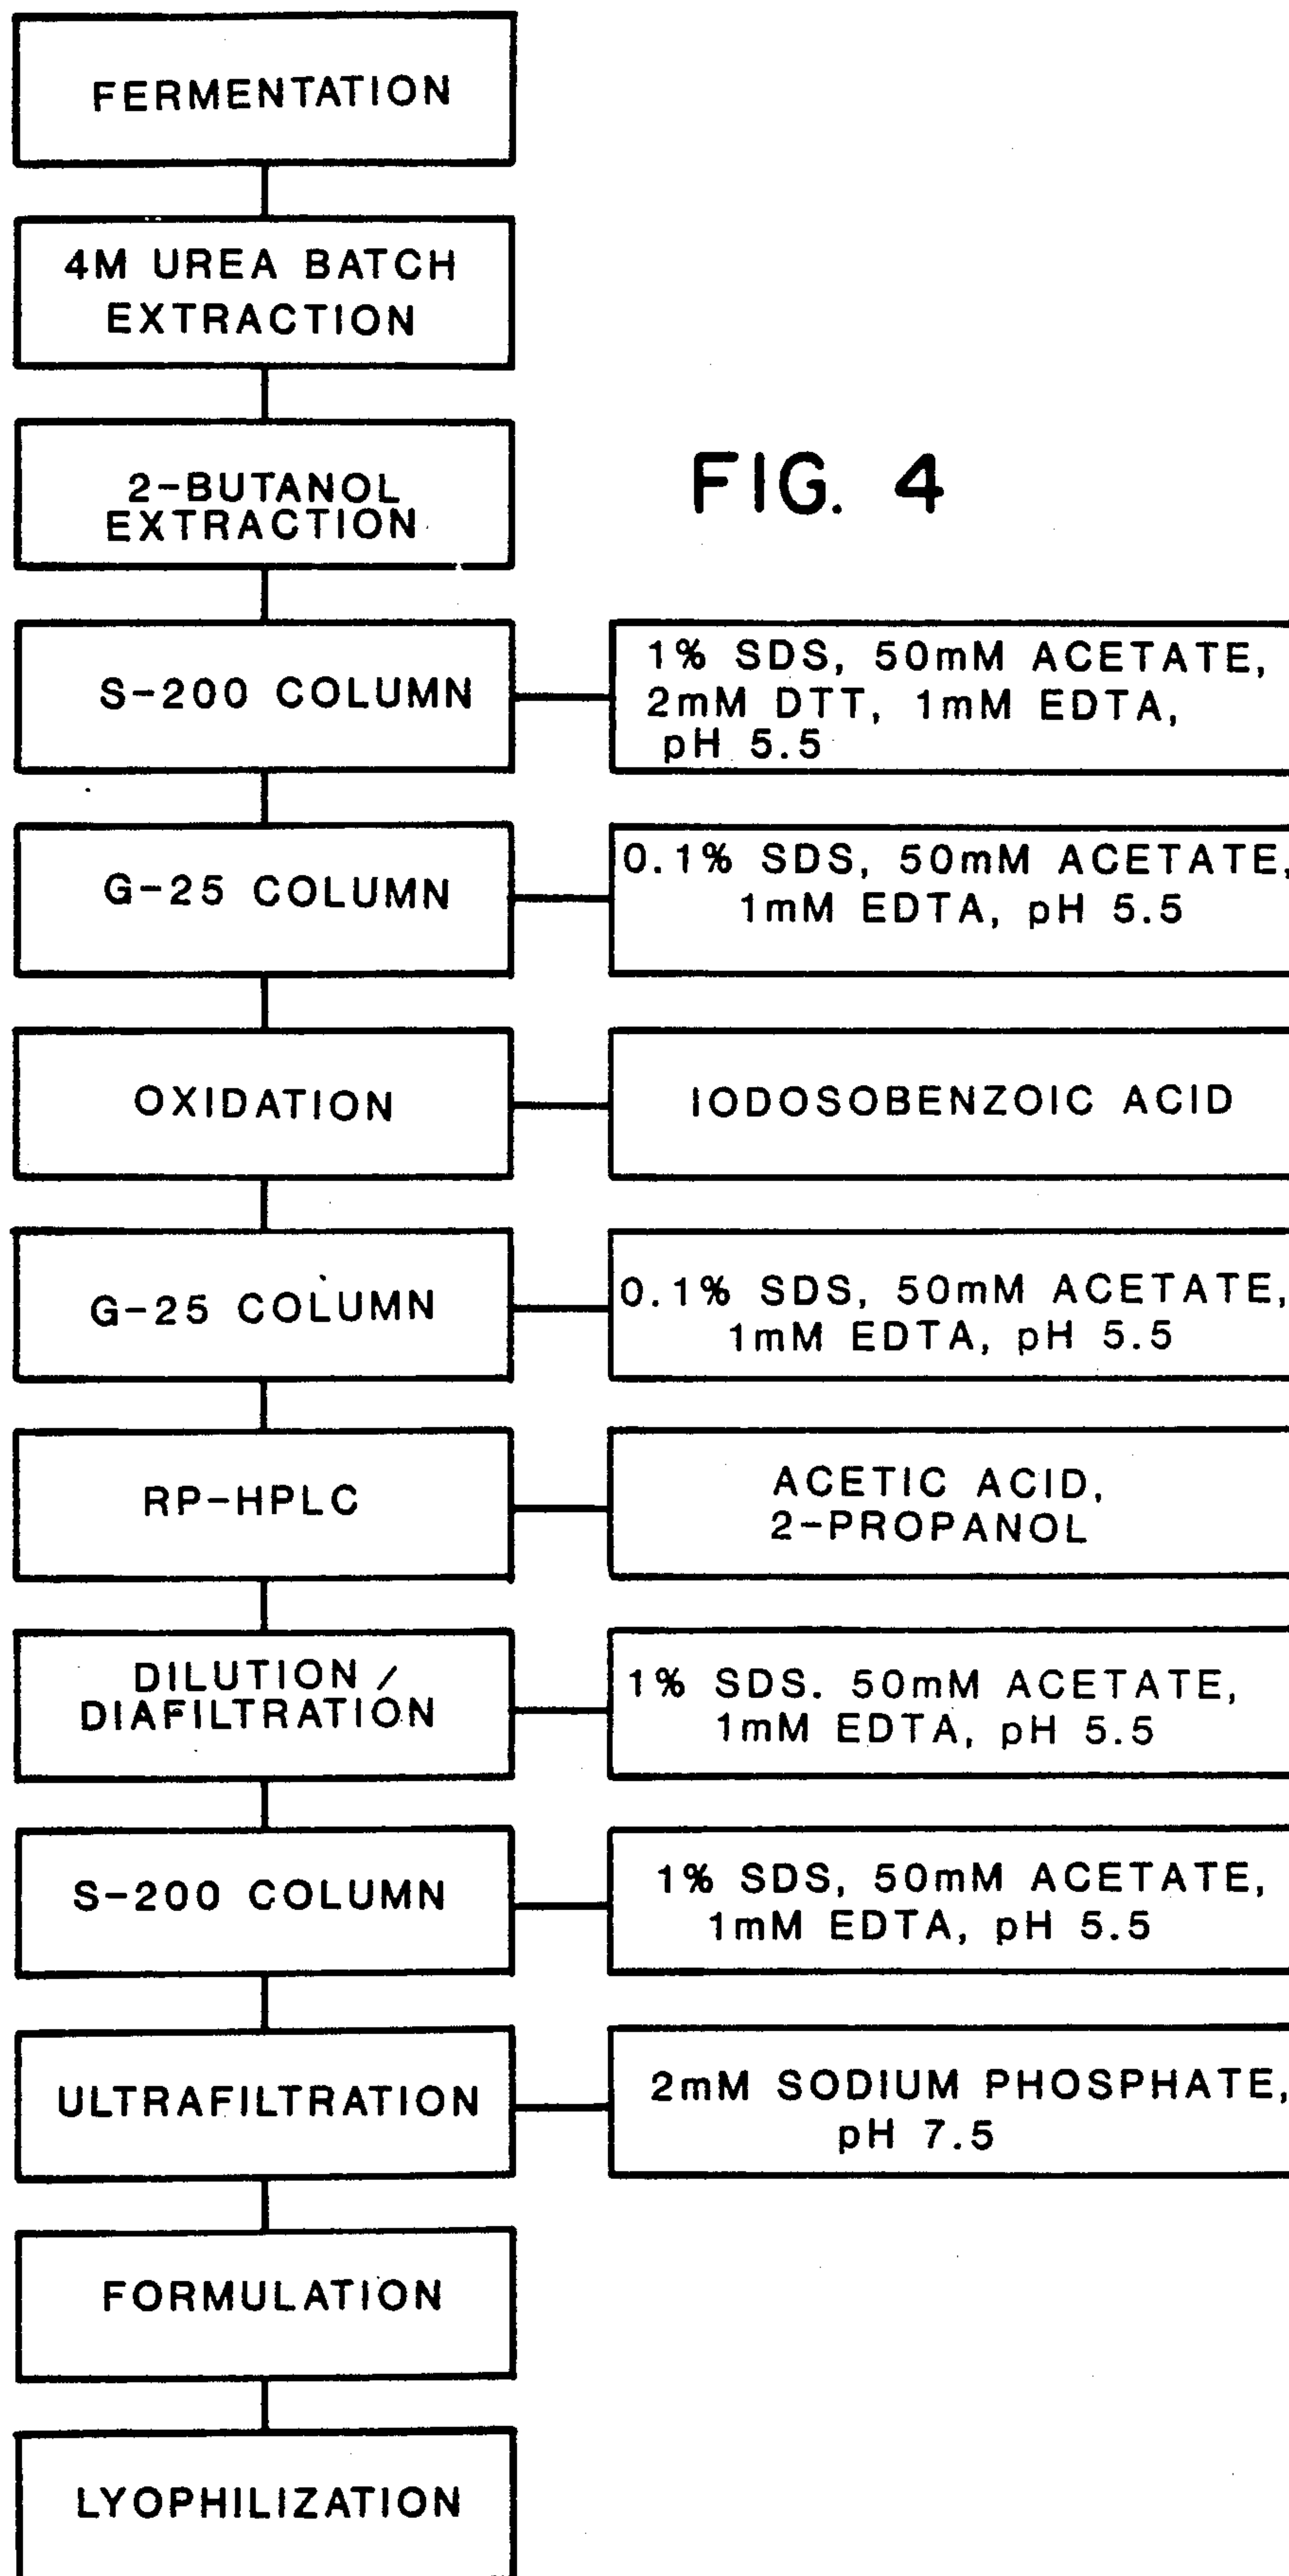 FERMENTATION
4M UREA BATCH
EXTRACTION
2-BUTANOL
EXTRACTION
FIG. 4
S-200 COLUMN
1% SDS, 50mM ACETATE,
2mM DTT, 1mM EDTA,
pH 5.5
G-25 COLUMN
0.1% SDS, 50mM ACETATE,
1mM EDTA, pH 5.5
OXIDATION
IODOSOBENZOIC ACID
G-25 COLUMN
0.1% SDS, 50mM ACETATE,
1mM EDTA, pH 5.5
RP-HPLC
ACETIC ACID,
2-PROPANOL
DILUTION /
DIAFILTRATION
1% SDS. 50mM ACETATE,
1mM EDTA, pH 5.5
S-200 COLUMN
1% SDS, 50mM ACETATE,
1mM EDTA, pH 5.5
ULTRAFILTRATION
2mM SODIUM PHOSPHATE,
pH 7.5
FORMULATION
LYOPHILIZATION